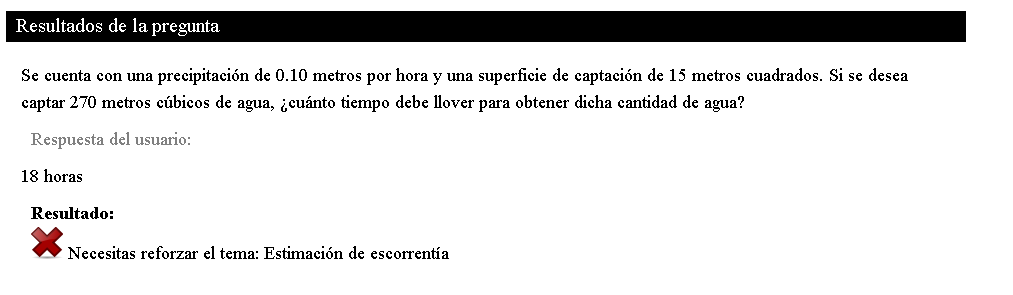 Resultados de la pregunta
Se cuenta con una precipitación de 0.10 metros por hora y una superficie de captación de 15 metros cuadrados. Si se desea
captar 270 metros cúbicos de agua, ¿cuánto tiempo debe llover para obtener dicha cantidad de agua?
Respuesta del usuario:
18 horas
Resultado:
Necesitas reforzar el tema: Estimación de escorrentía